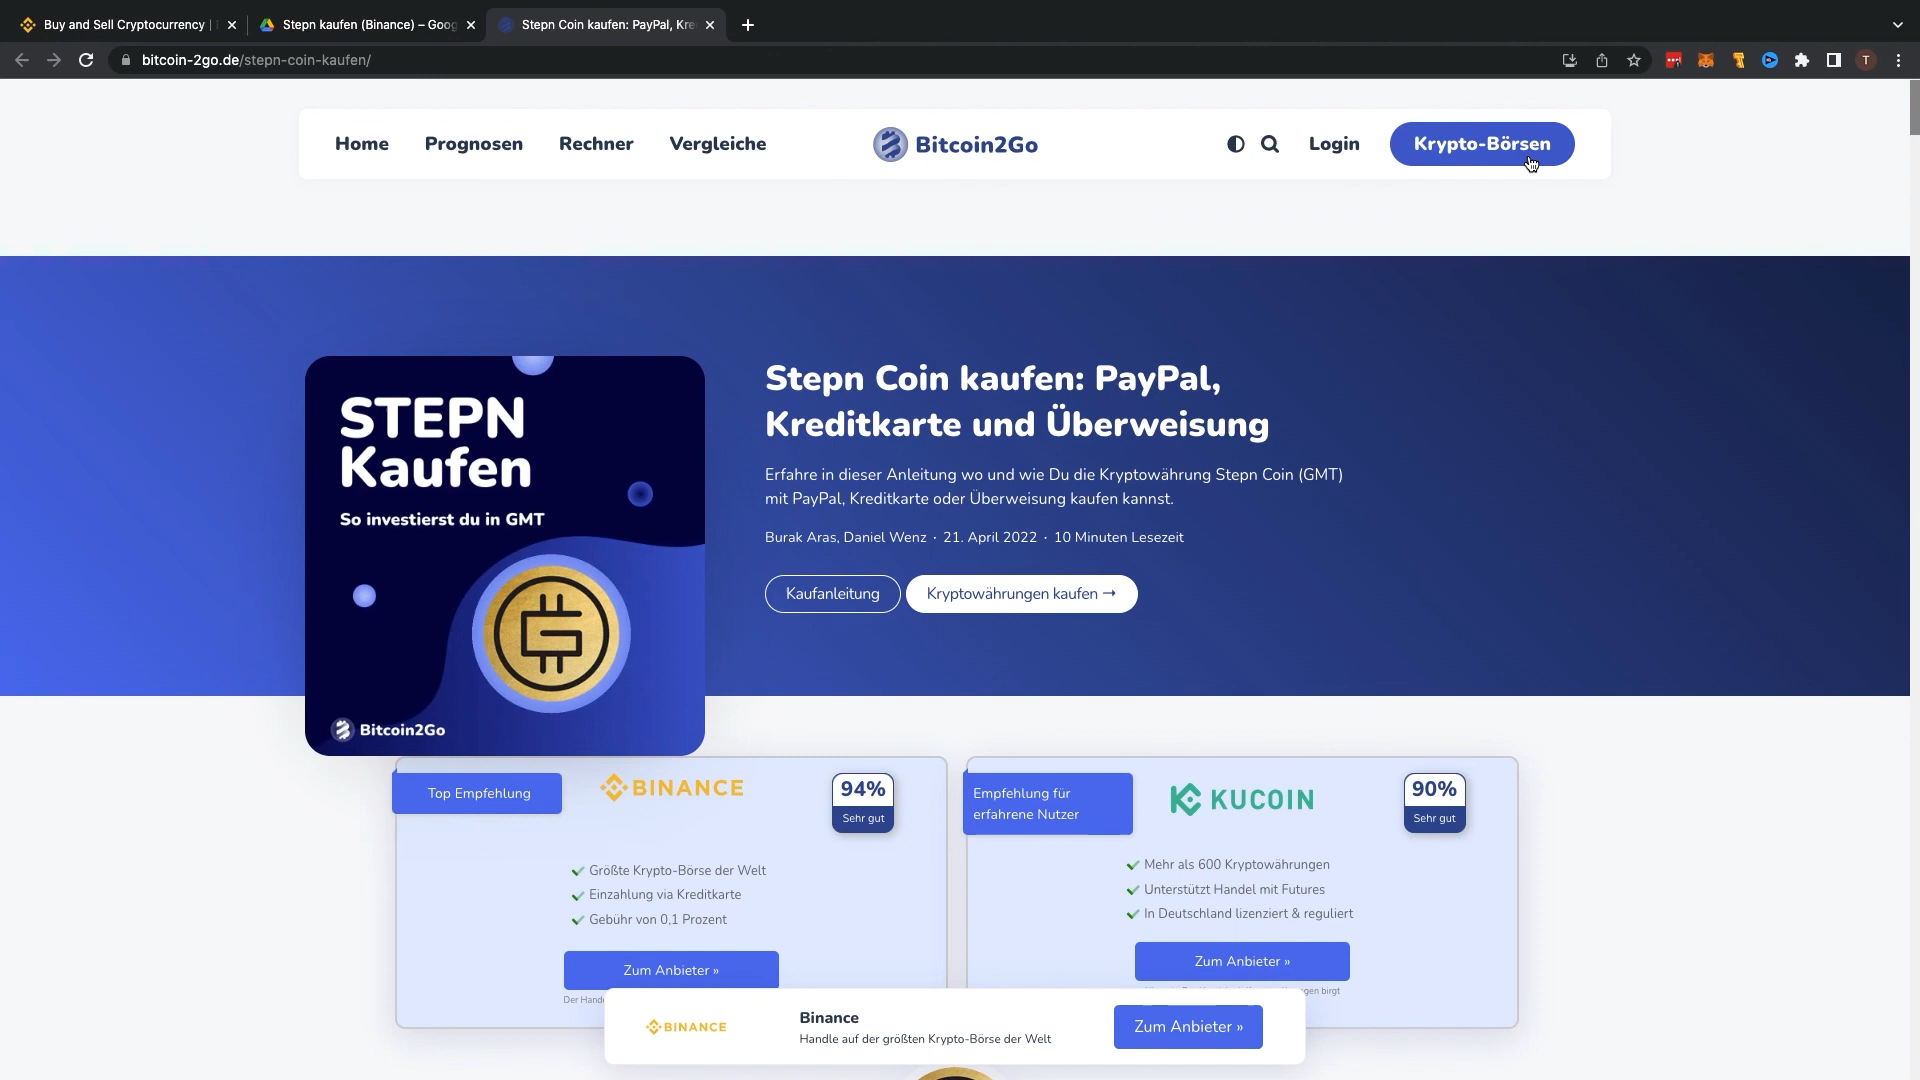 Buy and Sell Cryptocurrency |
Stepn kaufen (Binance) – Goog
Stepn Coin kaufen: PayPal, Kre
bitcoin-2go.de/stepn-coin-kaufen/
T
Home
Prognosen
Rechner
Vergleiche
Bitcoin2Go
Login
Krypto-Börsen
STEPN
Kaufen
So investierst du in GMT
Bitcoin2Go
Stepn Coin kaufen: PayPal,
Kreditkarte und Überweisung
Erfahre in dieser Anleitung wo und wie Du die Kryptowährung Stepn Coin (GMT)
mit PayPal, Kreditkarte oder Überweisung kaufen kannst.
Burak Aras, Daniel Wenz · 21. April 2022 · 10 Minuten Lesezeit
Kaufanleitung
Kryptowährungen kaufen →
Top Empfehlung
BINANCE
94%
Sehr gut
Größte Krypto-Börse der Welt
Einzahlung via Kreditkarte
Gebühr von 0,1 Prozent
Zum Anbieter »
Empfehlung für
erfahrene Nutzer
KUCOIN
90%
Sehr gut
Mehr als 600 Kryptowährungen
Unterstützt Handel mit Futures
In Deutschland lizenziert & reguliert
Zum Anbieter »
Der
birgt
BINANCE
Binance
Handle auf der größten Krypto-Börse der Welt
Zum Anbieter »